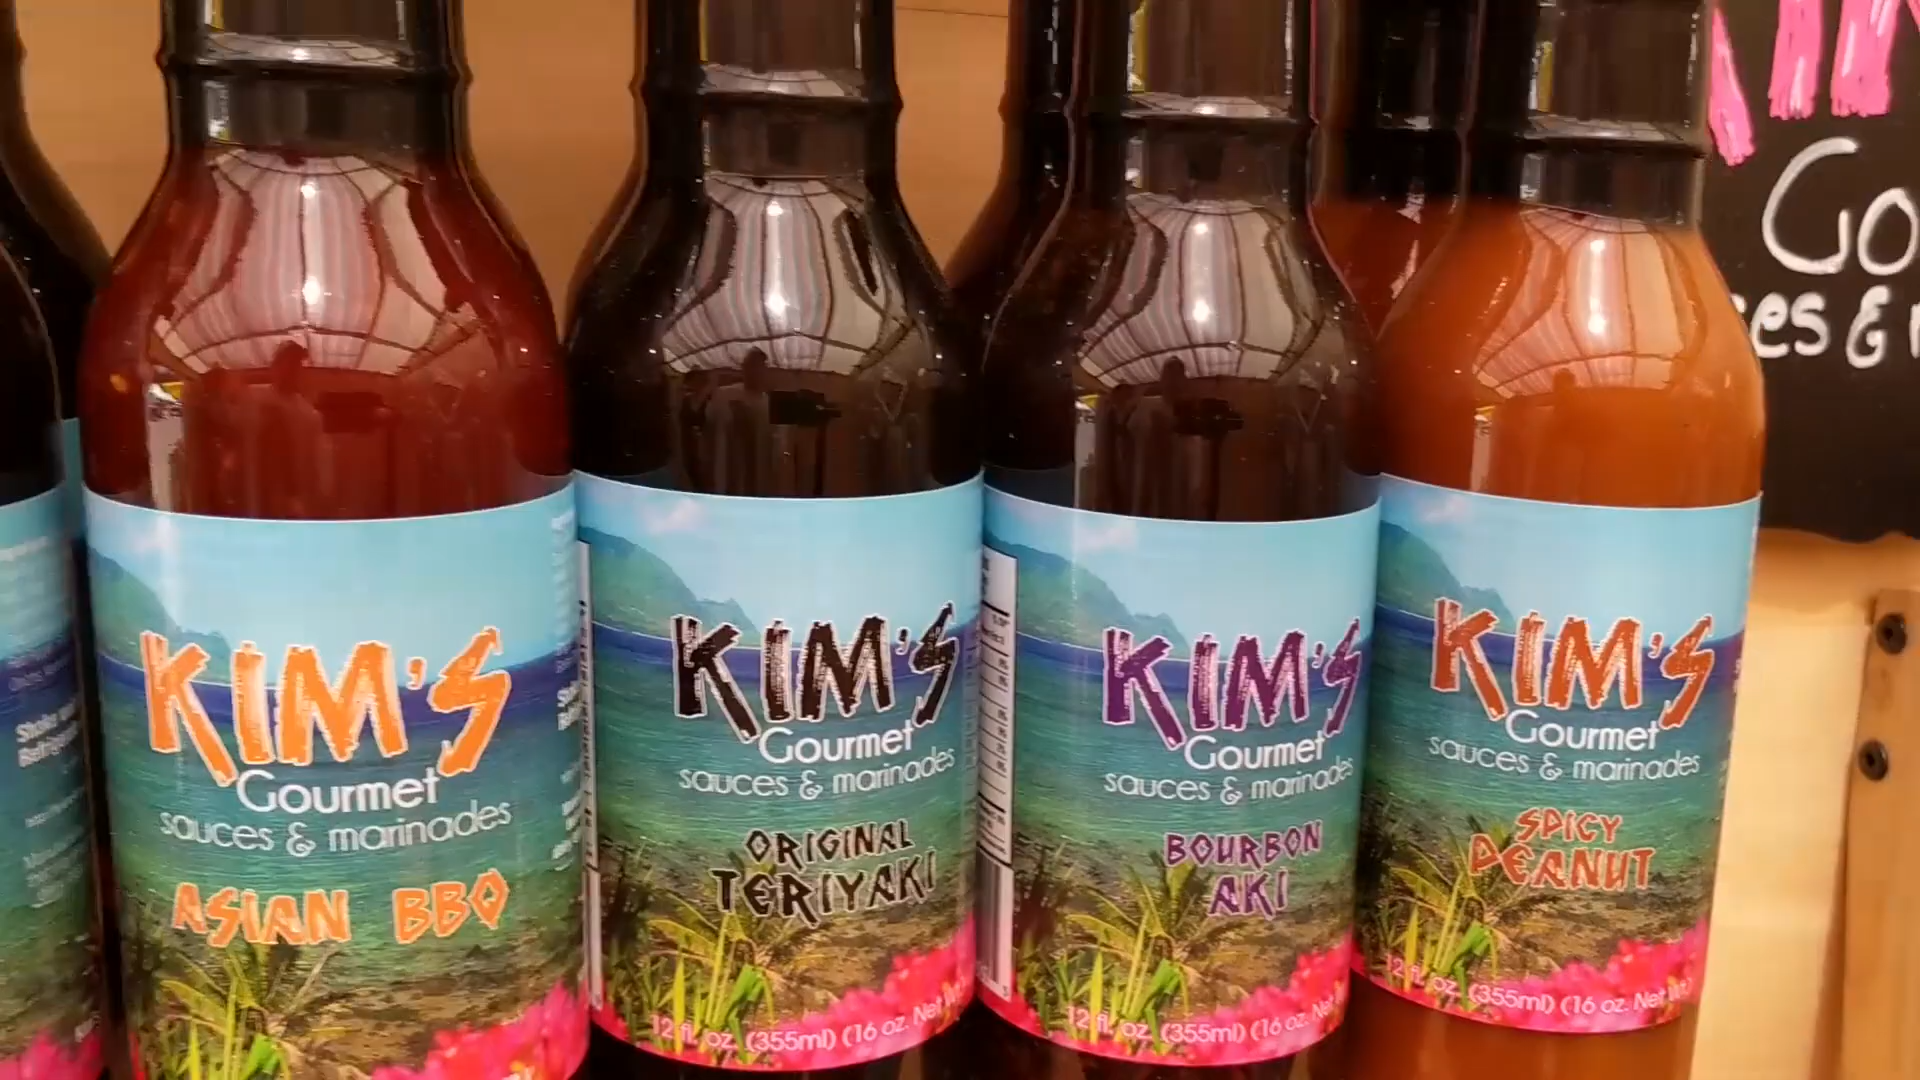 KIM'S
Gourmet
sauces & marinades
ASIAN BBQ
KIM'S
Gourmet
sauces & marinades
ORIGINAL
TERIYAKI
12 fl. oz. (355ml) (16 oz. Net
KIM'S
Gourmet
sauces & marinades
BOURBON
AKI
12 fl. oz. (355ml) (16 oz. Net
KIM'S
Gourmet
sauces & marinades
SPICY
PEANUT
12 fl. oz. (355ml) (16 oz. Net
Go
es &